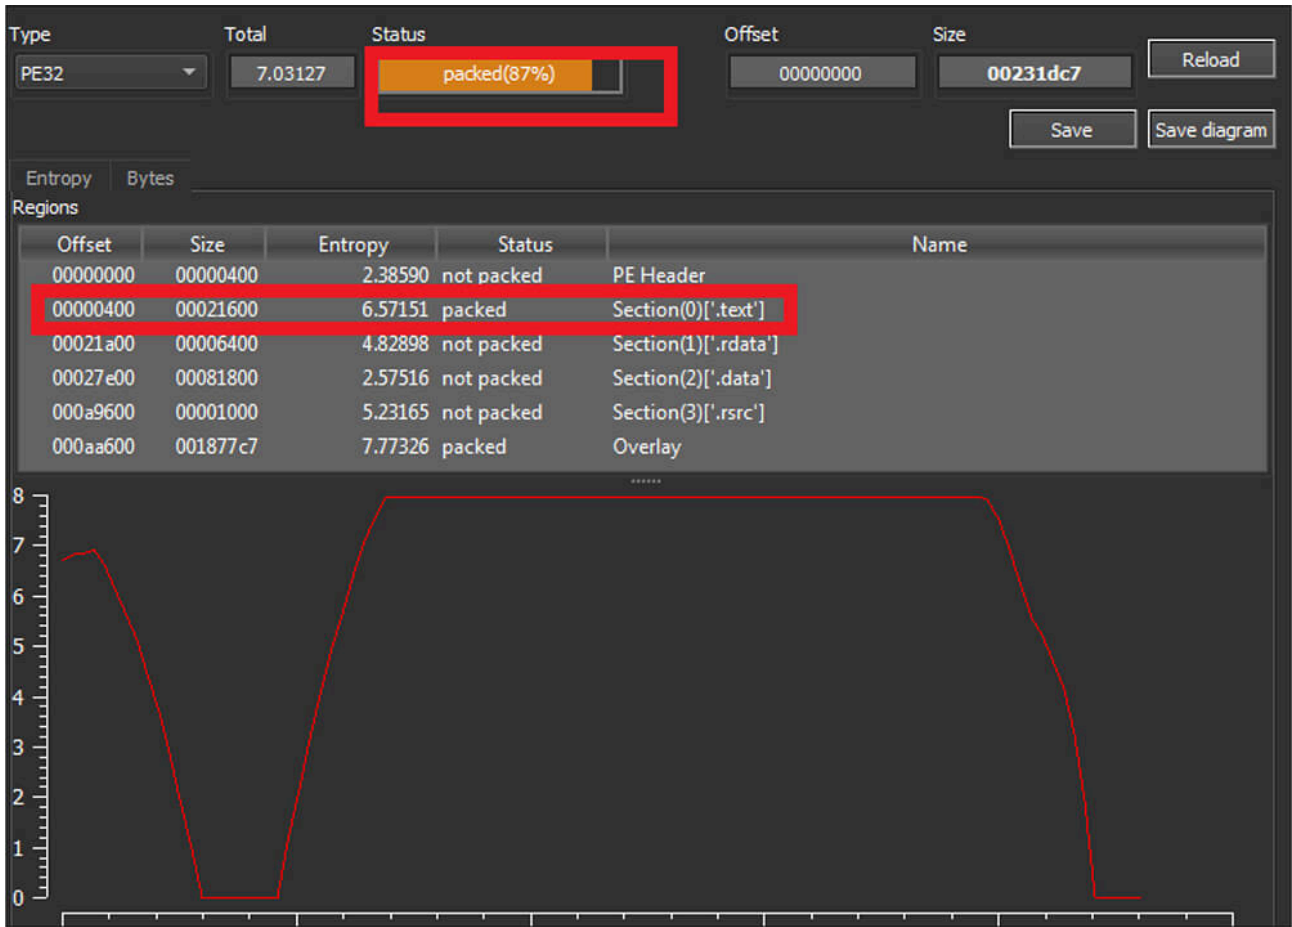 Type Total Status Offset Size
PE32 7.03127 packed(87%) 00000000 00231dc7 Reload
Save Save diagram
Entropy Bytes
Regions
Offset Size Entropy Status Name
00000000 00000400 2.38590 not packed PE Header
00000400 00021600 6.57151 packed Section(0)['.text']
00021a00 00006400 4.82898 not packed Section(1)['.rdata']
00027e00 00081800 2.57516 not packed Section(2)['.data']
000a9600 00001000 5.23165 not packed Section(3)['.rsrc']
000aa600 001877c7 7.77326 packed Overlay
8
7
6
5
4
3
2
1
0